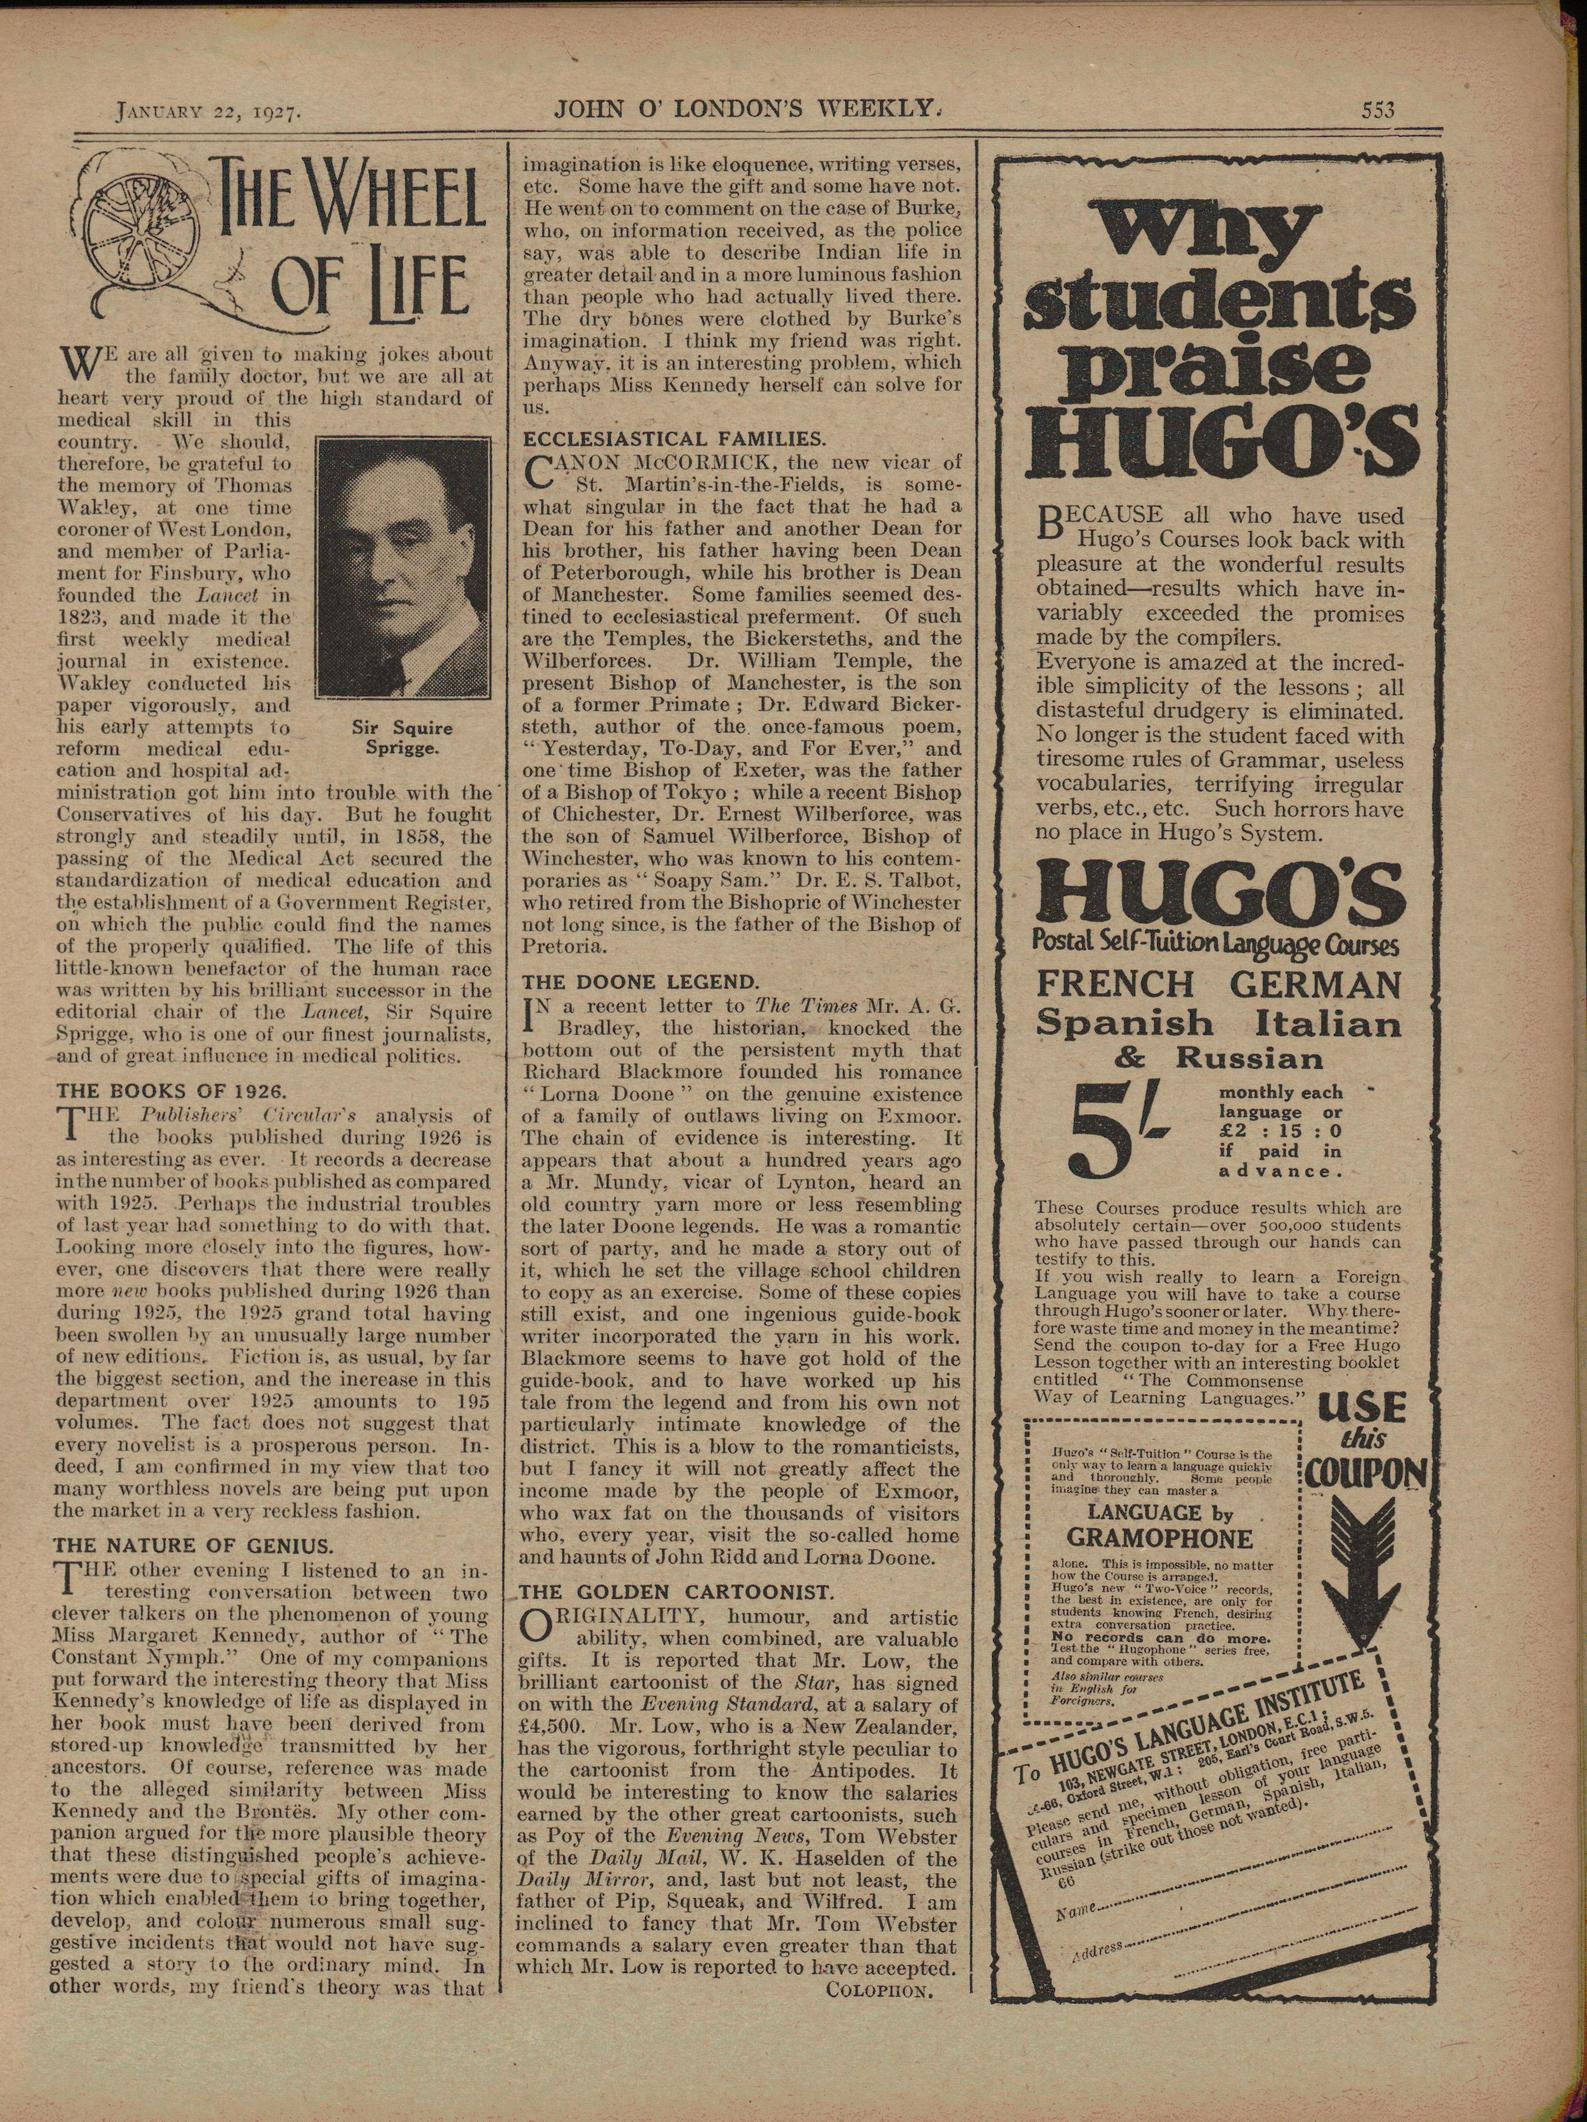 JANUARY 22, 1927.
JOHN O' LONDON'S WEEKLY.
553
THE WHEEL
OF LIFE
WE are all given to making jokes about
the family doctor, but we are all at
heart very proud of the high standard of
medical skill in this
country. We should,
therefore, be grateful to
the memory of Thomas
Wakley, at one time
coroner of West London,
and member of Parlia-
ment for Finsbury, who
founded the Lancet in
1823, and made it the
first weekly medical
journal in existence.
Wakley conducted his
paper vigorously, and
his early attempts to
reform medical edu-
cation and hospital ad-
Sir Squire
Sprigge.
ministration got him into trouble with the
Conservatives of his day. But he fought
strongly and steadily until, in 1858, the
passing of the Medical Act secured the
standardization of medical education and
the establishment of a Government Register,
on which the public could find the names
of the properly qualified. The life of this
little-known benefactor of the human race
was written by his brilliant successor in the
editorial chair of the Lancet, Sir Squire
Sprigge, who is one of our finest journalists,
and of great influence in medical politics.
THE BOOKS OF 1926.
THE Publishers' Circular's analysis of
the books published during 1926 is
as interesting as ever. It records a decrease
in the number of books published as compared
with 1925. Perhaps the industrial troubles
of last year had something to do with that.
Looking more closely into the figures, how-
ever, one discovers that there were really
more new books published during 1926 than
during 1925, the 1925 grand total having
been swollen by an unusually large number
of new editions. Fiction is, as usual, by far
the biggest section, and the increase in this
department over 1925 amounts to 195
volumes. The fact does not suggest that
every novelist is a prosperous person. In-
deed, I am confirmed in my view that too
many worthless novels are being put upon
the market in a very reckless fashion.
THE NATURE OF GENIUS.
THE other evening I listened to an in-
teresting conversation between two
clever talkers on the phenomenon of young
Miss Margaret Kennedy, author of "The
Constant Nymph." One of my companions
put forward the interesting theory that Miss
Kennedy's knowledge of life as displayed in
her book must have been derived from
stored-up knowledge transmitted by her
ancestors. Of course, reference was made
to the alleged similarity between Miss
Kennedy and the Brontës. My other com-
panion argued for the more plausible theory
that these distinguished people's achieve-
ments were due to special gifts of imagina-
tion which enabled them to bring together,
develop, and colour numerous small sug-
gestive incidents that would not have sug-
gested a story to the ordinary mind. In
other words, my friend's theory was that
imagination is like eloquence, writing verses,
etc. Some have the gift and some have not.
He went on to comment on the case of Burke,
who, on information received, as the police
say, was able to describe Indian life in
greater detail and in a more luminous fashion
than people who had actually lived there.
The dry bones were clothed by Burke's
imagination. I think my friend was right.
Anyway, it is an interesting problem, which
perhaps Miss Kennedy herself can solve for
us.
ECCLESIASTICAL FAMILIES.
CANON McCORMICK, the new vicar of
St. Martin's-in-the-Fields, is some-
what singular in the fact that he had a
Dean for his father and another Dean for
his brother, his father having been Dean
of Peterborough, while his brother is Dean
of Manchester. Some families seemed des-
tined to ecclesiastical preferment. Of such
are the Temples, the Bickersteths, and the
Wilberforces. Dr. William Temple, the
present Bishop of Manchester, is the son
of a former Primate; Dr. Edward Bicker-
steth, author of the once-famous poem,
"Yesterday, To-Day, and For Ever," and
one time Bishop of Exeter, was the father
of a Bishop of Tokyo; while a recent Bishop
of Chichester, Dr. Ernest Wilberforce, was
the son of Samuel Wilberforce, Bishop of
Winchester, who was known to his contem-
poraries as "Soapy Sam." Dr. E. S. Talbot,
who retired from the Bishopric of Winchester
not long since, is the father of the Bishop of
Pretoria.
THE DOONE LEGEND.
IN a recent letter to The Times Mr. A. G.
Bradley, the historian, knocked the
bottom out of the persistent myth that
Richard Blackmore founded his romance
"Lorna Doone" on the genuine existence
of a family of outlaws living on Exmoor.
The chain of evidence is interesting. It
appears that about a hundred years ago
a Mr. Mundy, vicar of Lynton, heard an
old country yarn more or less resembling
the later Doone legends. He was a romantic
sort of party, and he made a story out of
it, which he set the village school children
to copy as an exercise. Some of these copies
still exist, and one ingenious guide-book
writer incorporated the yarn in his work.
Blackmore seems to have got hold of the
guide-book, and to have worked up his
tale from the legend and from his own not
particularly intimate knowledge of the
district. This is a blow to the romanticists,
but I fancy it will not greatly affect the
income made by the people of Exmoor,
who wax fat on the thousands of visitors
who, every year, visit the so-called home
and haunts of John Ridd and Lorna Doone.
THE GOLDEN CARTOONIST.
ORIGINALITY, humour, and artistic
ability, when combined, are valuable
gifts. It is reported that Mr. Low, the
brilliant cartoonist of the Star, has signed
on with the Evening Standard, at a salary of
£4,500. Mr. Low, who is a New Zealander,
has the vigorous, forthright style peculiar to
the cartoonist from the Antipodes. It
would be interesting to know the salaries
earned by the other great cartoonists, such
as Poy of the Evening News, Tom Webster
of the Daily Mail, W. K. Haselden of the
Daily Mirror, and, last but not least, the
father of Pip, Squeak, and Wilfred. I am
inclined to fancy that Mr. Tom Webster
commands a salary even greater than that
which Mr. Low is reported to have accepted.
COLOPHON.
Why
students
praise
HUGO'S
BECAUSE all who have used
Hugo's Courses look back with
pleasure at the wonderful results
obtained—results which have in-
variably exceeded the promises
made by the compilers.
Everyone is amazed at the incred-
ible simplicity of the lessons; all
distasteful drudgery is eliminated.
No longer is the student faced with
tiresome rules of Grammar, useless
vocabularies, terrifying irregular
verbs, etc., etc. Such horrors have
no place in Hugo's System.
HUGO'S
Postal Self-Tuition Language Courses
FRENCH GERMAN
Spanish Italian
& Russian
5/-
monthly each
language or
£2 : 15 : 0
if paid in
advance.
These Courses produce results which are
absolutely certain—over 500,000 students
who have passed through our hands can
testify to this.
If you wish really to learn a Foreign
Language you will have to take a course
through Hugo's sooner or later. Why there-
fore waste time and money in the meantime?
Send the coupon to-day for a Free Hugo
Lesson together with an interesting booklet
entitled "The Commonsense
Way of Learning Languages."
USE
this
COUPON
Hugo's "Self-Tuition" Course is the
only way to learn a language quickly
and thoroughly. Some people
imagine they can master a
LANGUAGE by
GRAMOPHONE
alone. This is impossible, no matter
how the Course is arranged.
Hugo's new "Two-Voice" records,
the best in existence, are only for
students knowing French, desiring
extra conversation practice.
No records can do more.
Test the "Hugophone" series free,
and compare with others.
Also similar courses
in English for
Foreigners.
To HUGO'S LANGUAGE INSTITUTE
103, NEWGATE STREET, LONDON, E.C.1;
64-66, Oxford Street, W.1; 205, Earl's Court Road, S.W.5.
Please send me, without obligation, free parti-
culars and specimen lesson of your language
courses in French, German, Spanish, Italian,
Russian (strike out those not wanted).
66
Name
Address